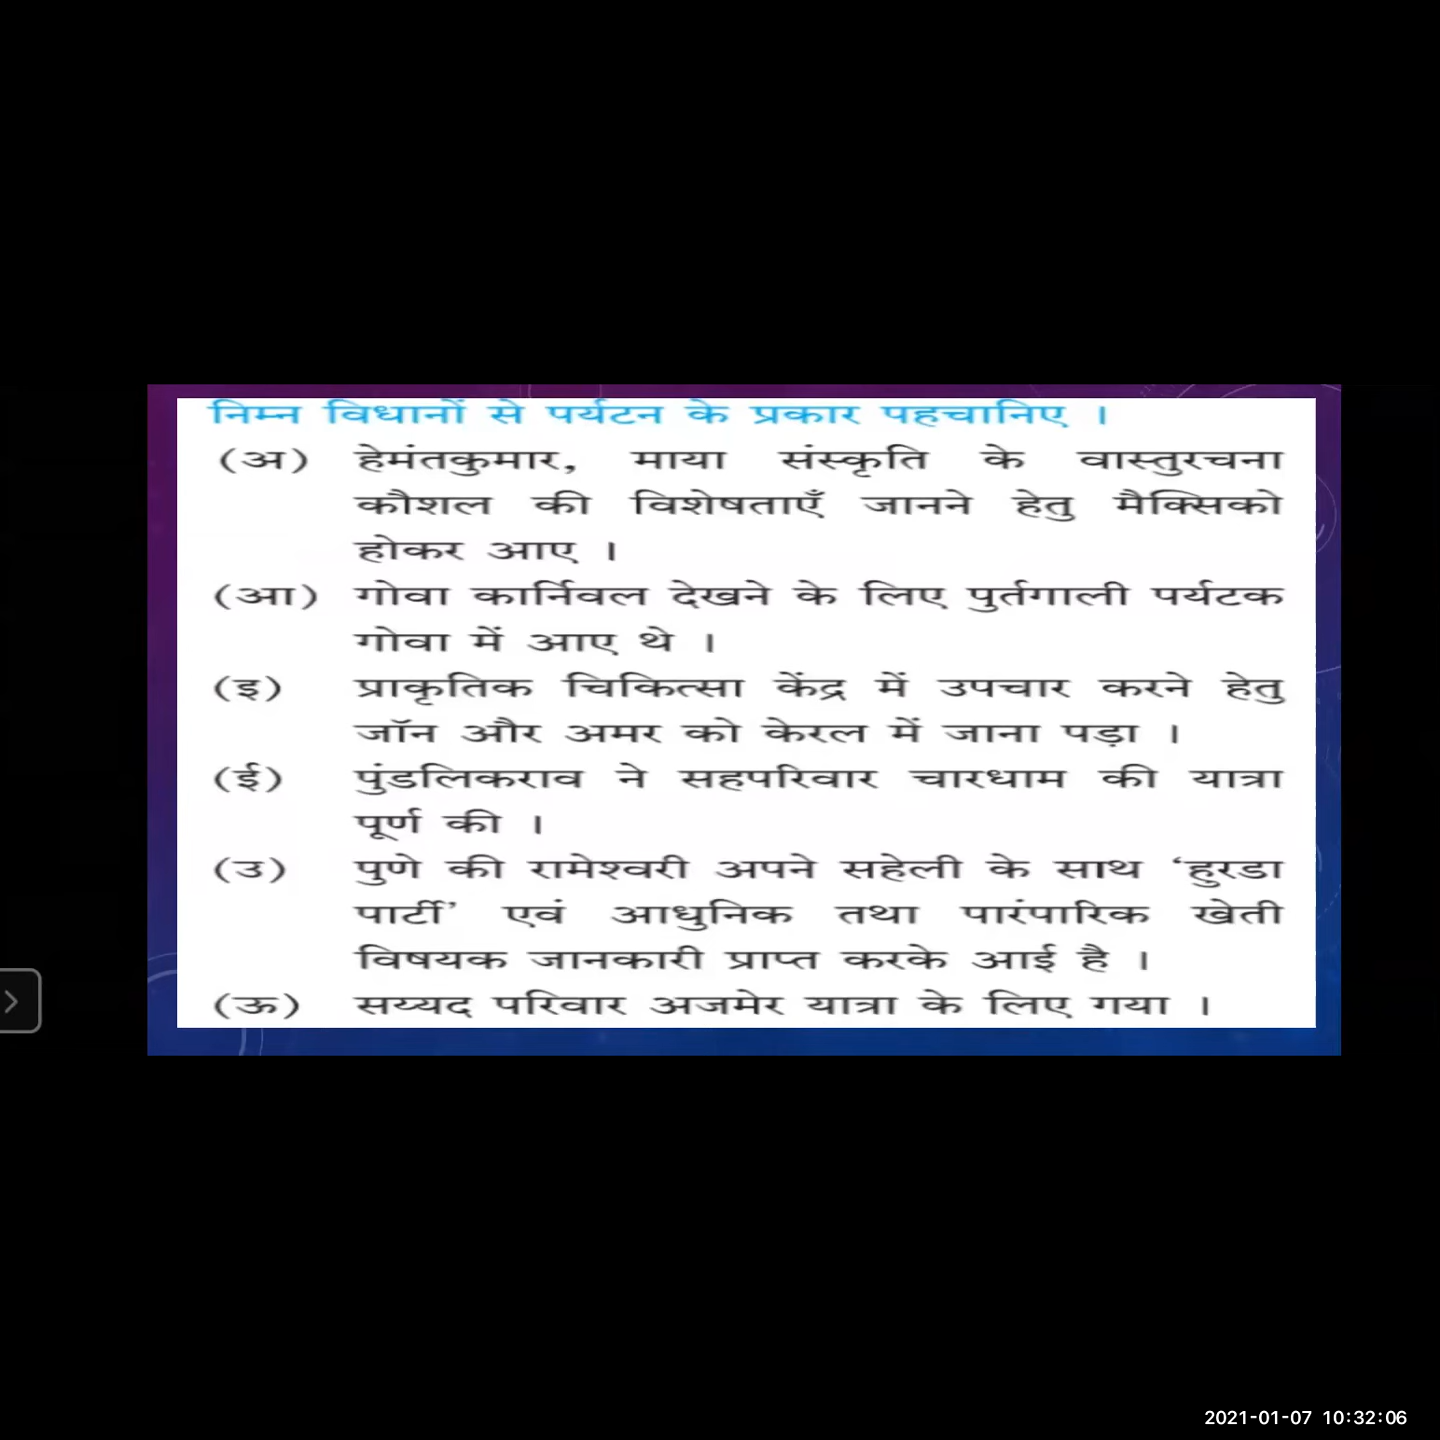 निम्न विधानों से पर्यटन के प्रकार पहचानिए ।
(अ) हेमंतकुमार, माया संस्कृति के वास्तुरचना
कौशल की विशेषताएँ जानने हेतु मैक्सिको
होकर आए ।
(आ) गोवा कार्निवल देखने के लिए पुर्तगाली पर्यटक
गोवा में आए थे ।
(इ) प्राकृतिक चिकित्सा केंद्र में उपचार करने हेतु
जॉन और अमर को केरल में जाना पड़ा ।
(ई) पुंडलिकराव ने सहपरिवार चारधाम की यात्रा
पूर्ण की ।
(उ) पुणे की रामेश्वरी अपने सहेली के साथ ‘हुरडा
पार्टी’ एवं आधुनिक तथा पारंपारिक खेती
विषयक जानकारी प्राप्त करके आई है ।
(ऊ) सय्यद परिवार अजमेर यात्रा के लिए गया ।
2021-01-07 10:32:06